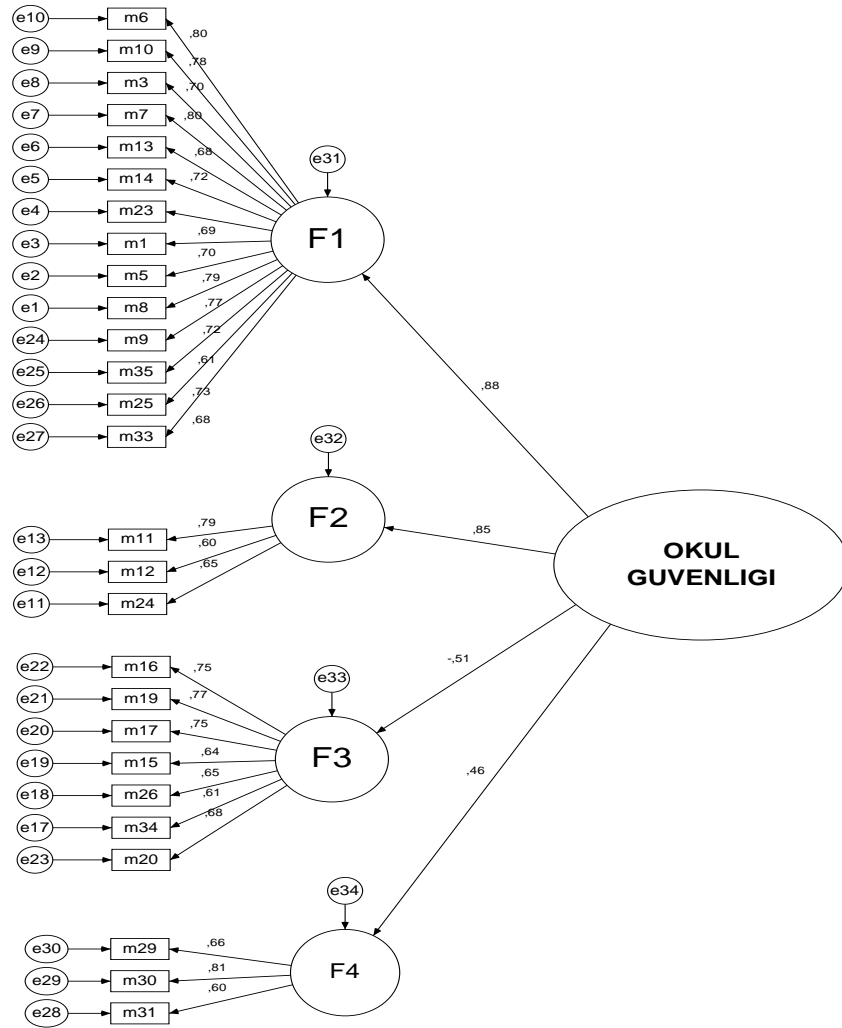 e10 m6 ,80
e9 m10 ,78
e8 m3 ,70
e7 m7 ,80
e6 m13 ,68
e5 m14 ,72
e4 m23
e3 m1 ,69
e2 m5 ,70
e1 m8 ,79
e24 m9 ,77
e25 m35 ,72
e26 m25 ,61
,73
e27 m33 ,68
e31
F1
,88
e32
F2
e13 m11 ,79
e12 m12 ,60
e11 m24 ,65
,85
OKUL
GUVENLIGI
e22 m16 ,75
e21 m19 ,77
e20 m17 ,75
e19 m15 ,64
e18 m26 ,65
e17 m34 ,61
e23 m20 ,68
e33
F3
-,51
,46
e34
F4
e30 m29 ,66
e29 m30 ,81
e28 m31 ,60